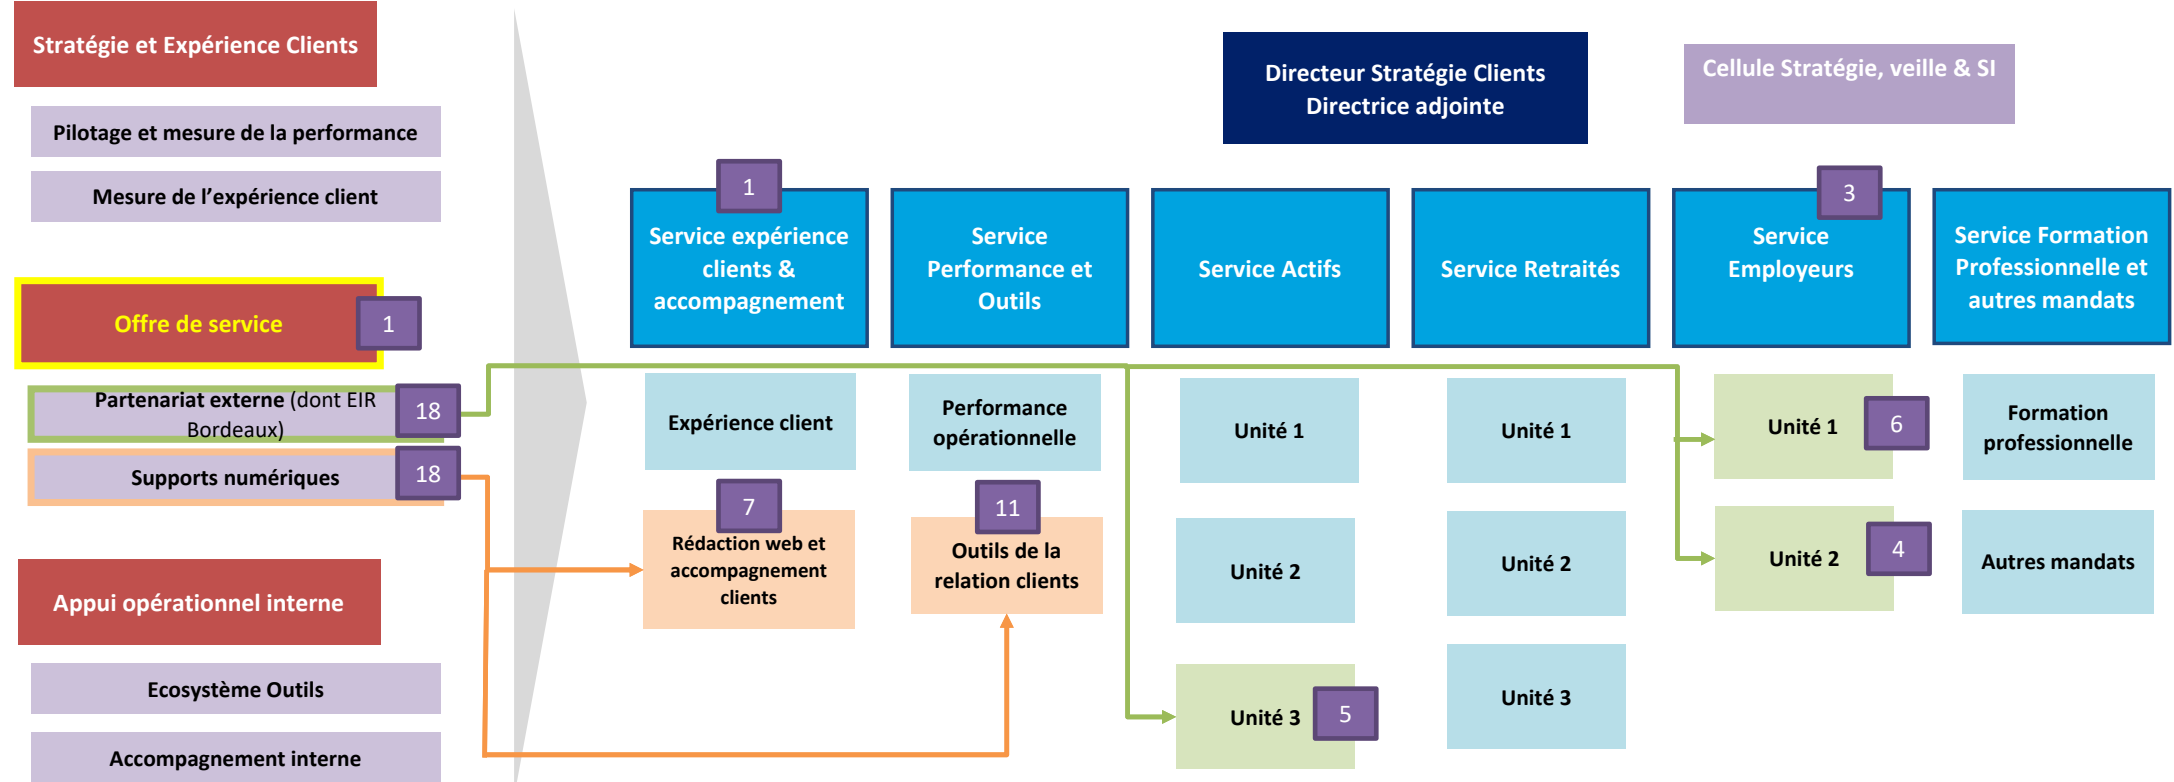 Stratégie et Expérience Clients
Pilotage et mesure de la performance
Mesure de l’expérience client
Offre de service
1
Partenariat externe (dont EIR
Bordeaux)
18
Supports numériques
18
Appui opérationnel interne
Ecosystème Outils
Accompagnement interne
Directeur Stratégie Clients
Directrice adjointe
Cellule Stratégie, veille & SI
1
Service expérience
clients &
accompagnement
Service
Performance et
Outils
Service Actifs
Service Retraités
3
Service
Employeurs
Service Formation
Professionnelle et
autres mandats
Expérience client
7
Rédaction web et
accompagnement
clients
Performance
opérationnelle
11
Outils de la
relation clients
Unité 1
Unité 2
Unité 3
5
Unité 1
Unité 2
Unité 3
Unité 1
6
Unité 2
4
Formation
professionnelle
Autres mandats